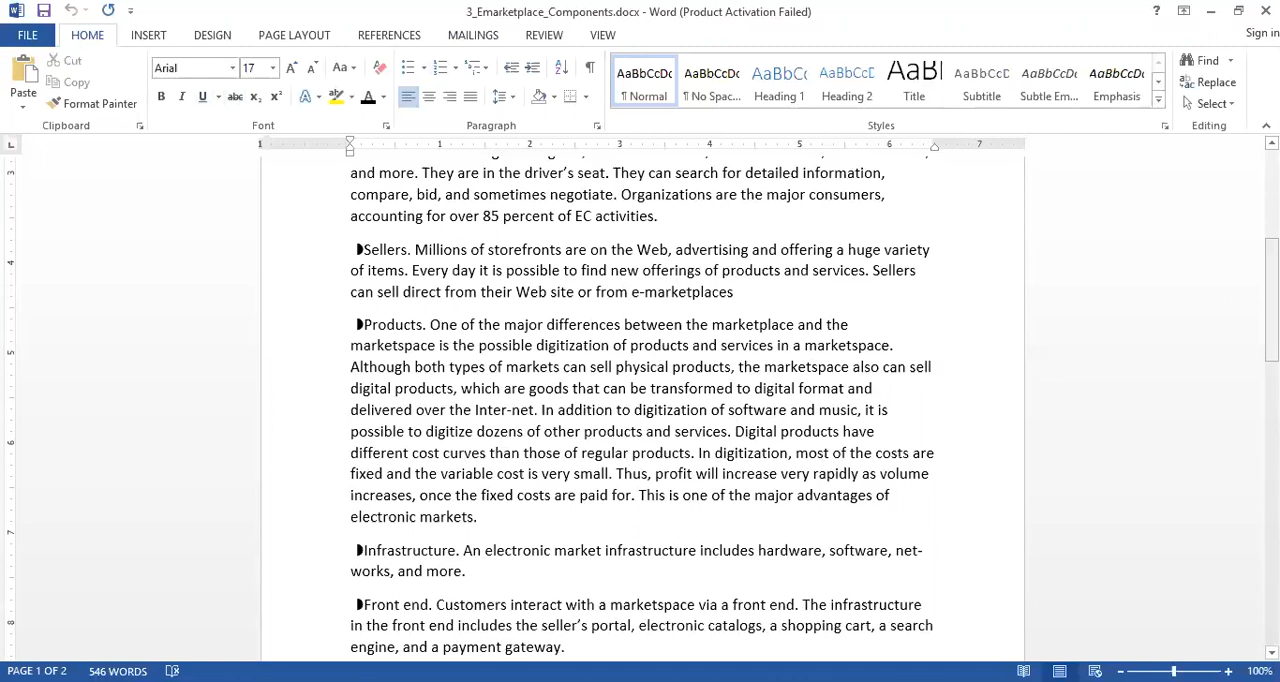 3_Emarketplace_Components.docx - Word (Product Activation Failed)
FILE HOME INSERT DESIGN PAGE LAYOUT REFERENCES MAILINGS REVIEW VIEW Sign in
Paste Cut Copy Format Painter
Clipboard
Arial 17
Font
Paragraph
AaBbCcDc AaBbCcDc AaBbCc AaBbCcD AaBl AaBbCcD AaBbCcDc AaBbCcDc
¶ Normal ¶ No Spac... Heading 1 Heading 2 Title Subtitle Subtle Em... Emphasis
Styles
Find Replace Select
Editing
1 1 2 3 4 5 6 7
and more. They are in the driver’s seat. They can search for detailed information,
compare, bid, and sometimes negotiate. Organizations are the major consumers,
accounting for over 85 percent of EC activities.
◗Sellers. Millions of storefronts are on the Web, advertising and offering a huge variety
of items. Every day it is possible to find new offerings of products and services. Sellers
can sell direct from their Web site or from e-marketplaces
◗Products. One of the major differences between the marketplace and the
marketspace is the possible digitization of products and services in a marketspace.
Although both types of markets can sell physical products, the marketspace also can sell
digital products, which are goods that can be transformed to digital format and
delivered over the Inter-net. In addition to digitization of software and music, it is
possible to digitize dozens of other products and services. Digital products have
different cost curves than those of regular products. In digitization, most of the costs are
fixed and the variable cost is very small. Thus, profit will increase very rapidly as volume
increases, once the fixed costs are paid for. This is one of the major advantages of
electronic markets.
◗Infrastructure. An electronic market infrastructure includes hardware, software, net-
works, and more.
◗Front end. Customers interact with a marketspace via a front end. The infrastructure
in the front end includes the seller’s portal, electronic catalogs, a shopping cart, a search
engine, and a payment gateway.
PAGE 1 OF 2 546 WORDS 100%